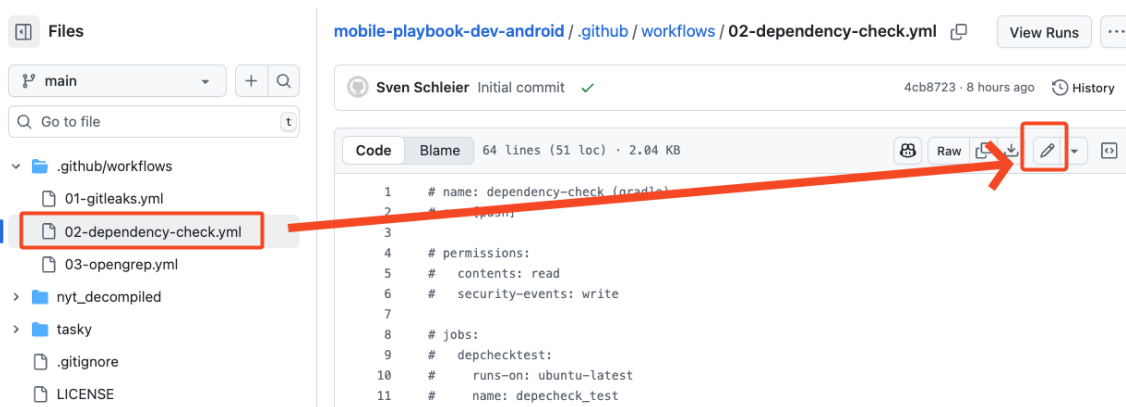 Files
main
Go to file
t
.github/workflows
01-gitleaks.yml
02-dependency-check.yml
03-opengrep.yml
nyt_decompiled
tasky
.gitignore
LICENSE
mobile-playbook-dev-android / .github / workflows / 02-dependency-check.yml
View Runs
Sven Schleier Initial commit
4cb8723 · 8 hours ago
History
Code Blame 64 lines (51 loc) · 2.04 KB
Raw
1 # name: dependency-check (gradle)
2 # [push]
3
4 # permissions:
5 #   contents: read
6 #   security-events: write
7
8 # jobs:
9 #   depchecktest:
10 #     runs-on: ubuntu-latest
11 #     name: depecheck_test